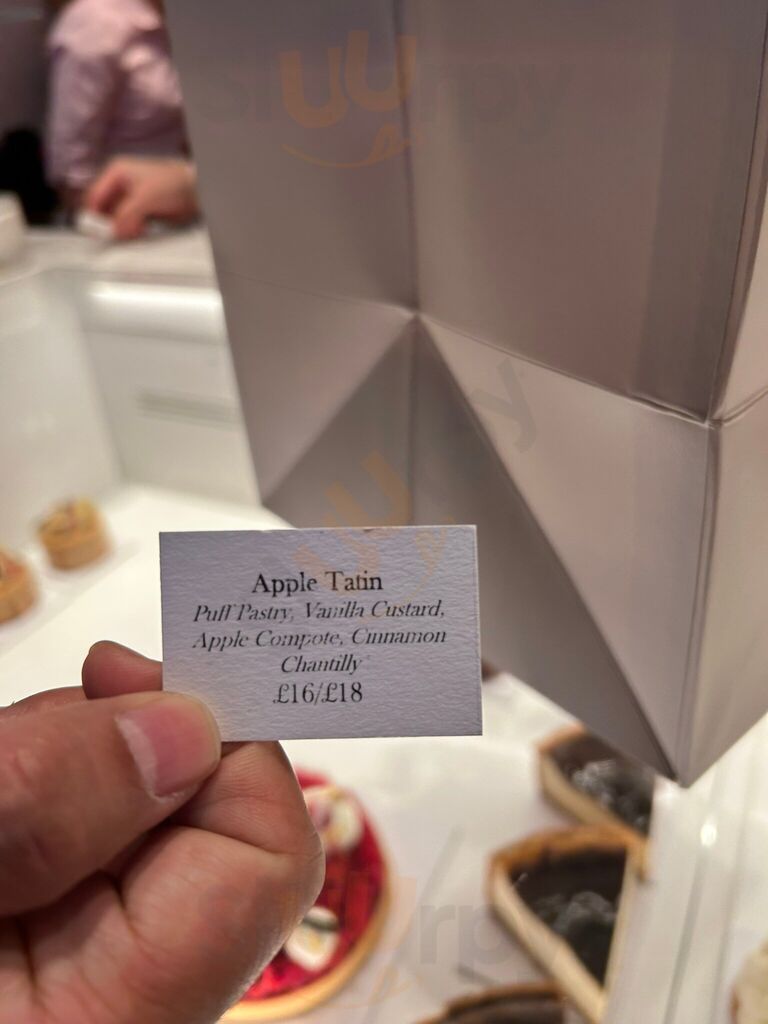 Apple Tatin
Puff Pastry, Vanilla Custard,
Apple Compote, Cinnamon
Chantilly
£16/£18